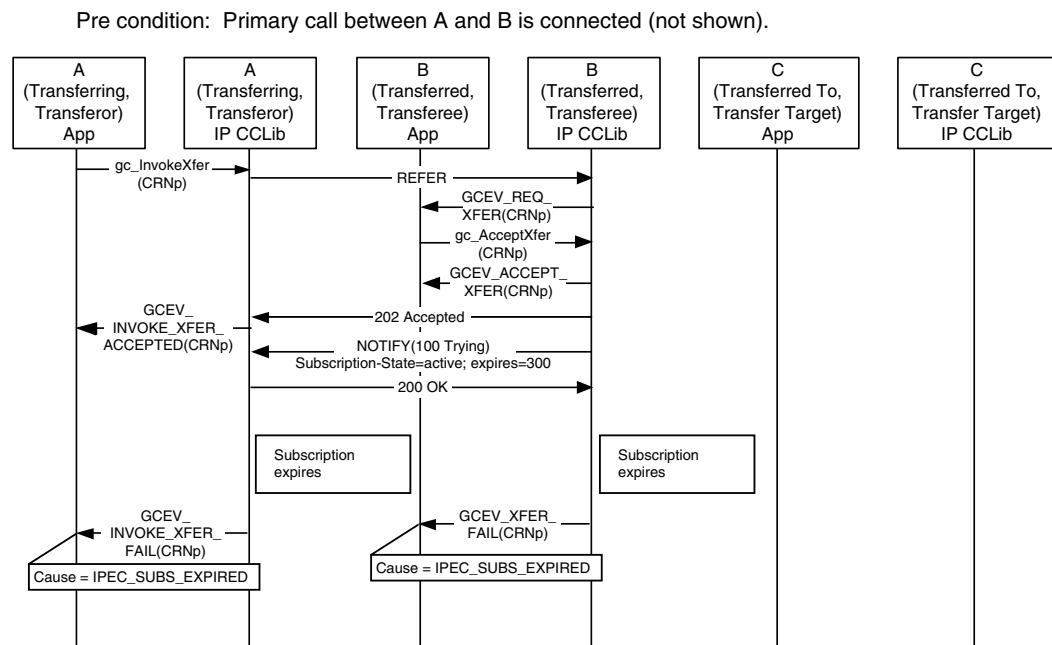 Pre condition: Primary call between A and B is connected (not shown).
A
(Transferring,
Transferor)
App
A
(Transferring,
Transferor)
IP CCLib
B
(Transferred,
Transferee)
App
B
(Transferred,
Transferee)
IP CCLib
C
(Transferred To,
Transfer Target)
App
C
(Transferred To,
Transfer Target)
IP CCLib
gc_InvokeXfer
(CRNp)
REFER
GCEV_REQ_
XFER(CRNp)
gc_AcceptXfer
(CRNp)
GCEV_ACCEPT_
XFER(CRNp)
202 Accepted
GCEV_
INVOKE_XFER_
ACCEPTED(CRNp)
NOTIFY(100 Trying)
Subscription-State=active; expires=300
200 OK
Subscription
expires
Subscription
expires
GCEV_
INVOKE_XFER_
FAIL(CRNp)
GCEV_XFER_
FAIL(CRNp)
Cause = IPEC_SUBS_EXPIRED
Cause = IPEC_SUBS_EXPIRED